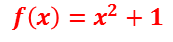 f(x) = x² + 1